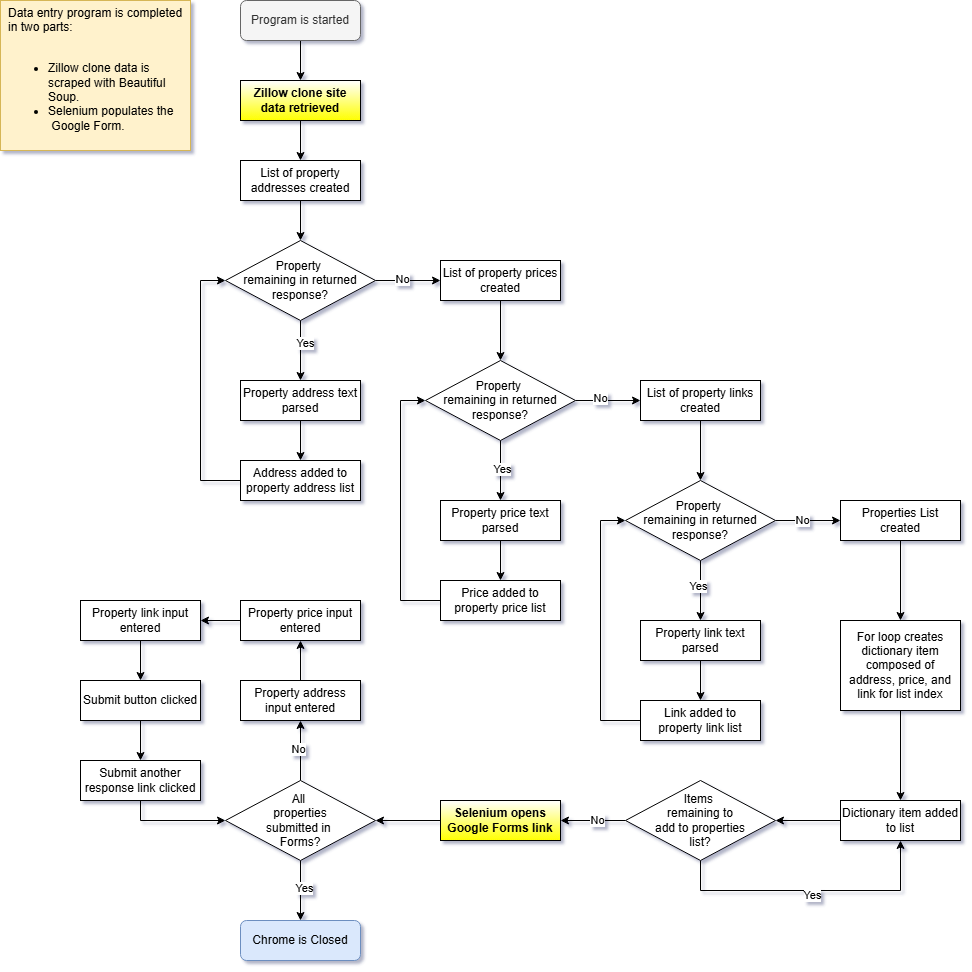 Data entry program is completed
in two parts:
Zillow clone data is
scraped with Beautiful
Soup.
Selenium populates the
Google Form.
Program is started
Zillow clone site
data retrieved
List of property
addresses created
Property
remaining in returned
response?
No
Yes
Property address text
parsed
Address added to
property address list
List of property prices
created
Property
remaining in returned
response?
No
Yes
Property price text
parsed
Price added to
property price list
List of property links
created
Property
remaining in returned
response?
No
Yes
Property link text
parsed
Link added to
property link list
Properties List
created
For loop creates
dictionary item
composed of
address, price, and
link for list index
Dictionary item added
to list
Items
remaining to
add to properties
list?
Yes
No
Selenium opens
Google Forms link
All
properties
submitted in
Forms?
No
Property address
input entered
Property price input
entered
Property link input
entered
Submit button clicked
Submit another
response link clicked
Yes
Chrome is Closed